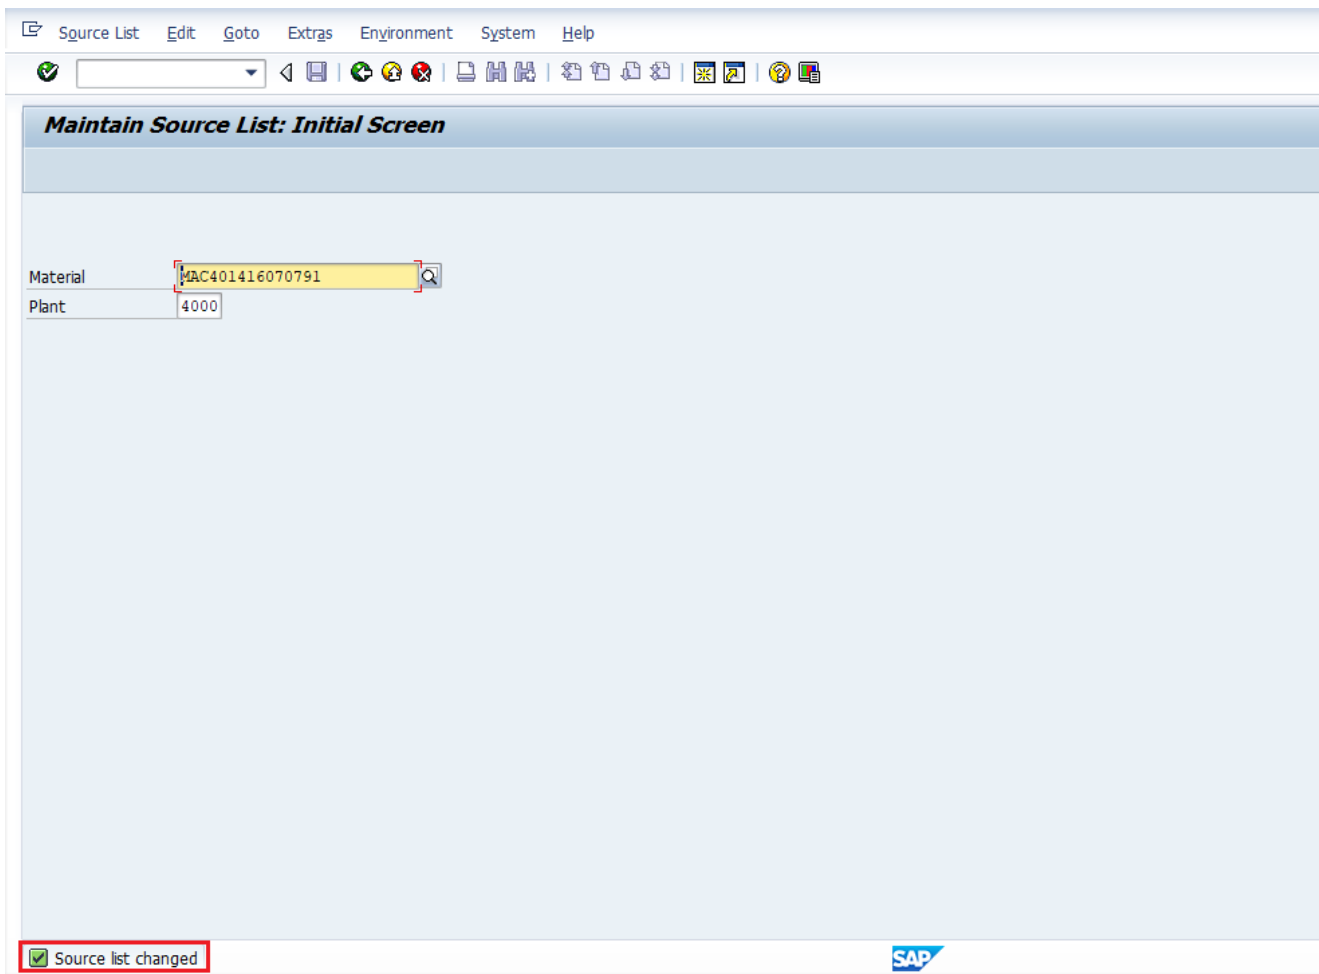 Source List Edit Goto Extras Environment System Help
Maintain Source List: Initial Screen
Material MAC401416070791
Plant 4000
Source list changed
SAP